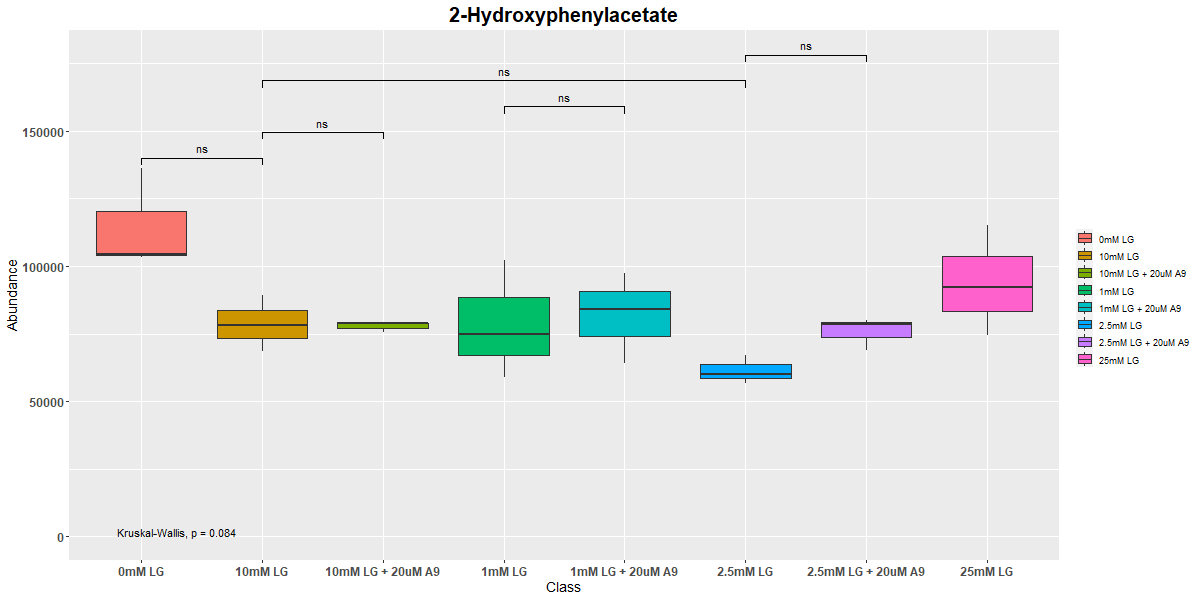 2-Hydroxyphenylacetate
ns
ns
ns
ns
ns
Abundance
150000
100000
50000
0
Kruskal-Wallis, p = 0.084
0mM LG
10mM LG
10mM LG + 20uM A9
1mM LG
1mM LG + 20uM A9
2.5mM LG
2.5mM LG + 20uM A9
25mM LG
Class
0mM LG
10mM LG
10mM LG + 20uM A9
1mM LG
1mM LG + 20uM A9
2.5mM LG
2.5mM LG + 20uM A9
25mM LG